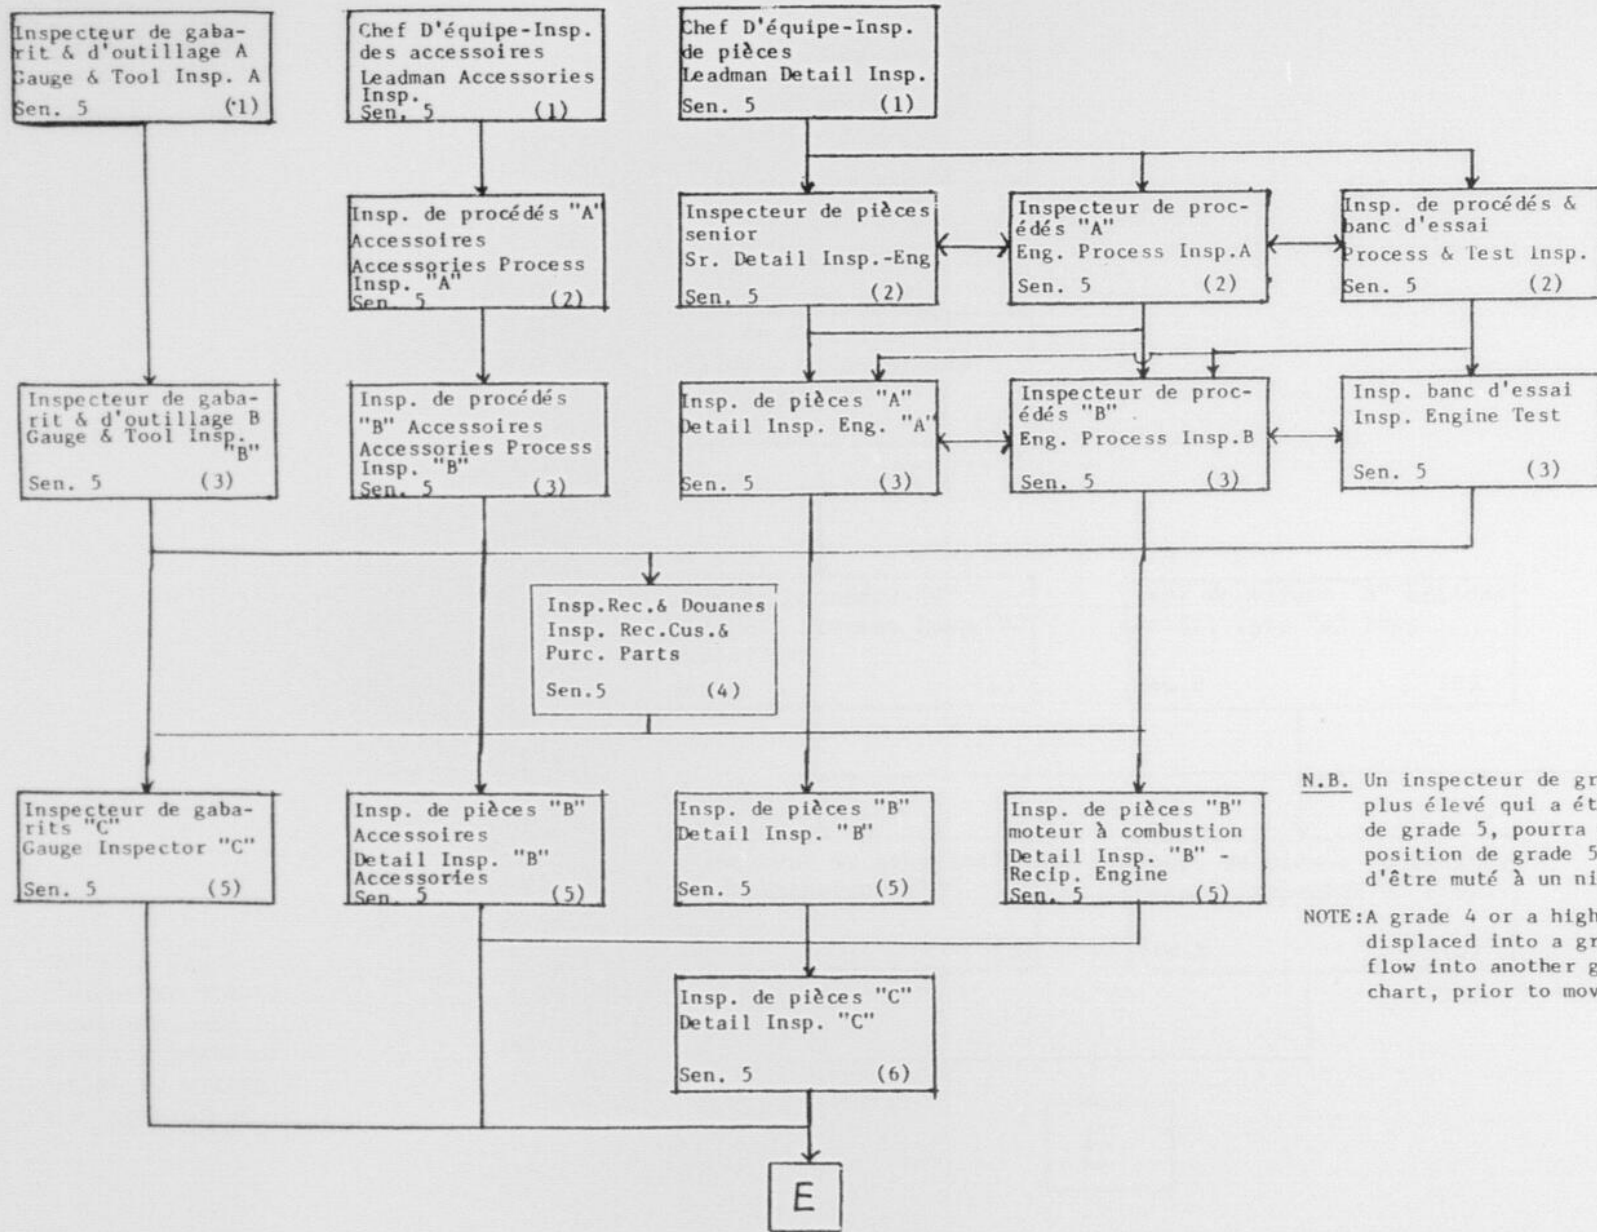 Inspecteur de gaba-
rit & d'outillage A
Gauge & Tool Insp. A
Sen. 5 (1)
Chef D'équipe-Insp.
des accessoires
Leadman Accessories
Insp.
Sen. 5 (1)
Chef D'équipe-Insp.
de pièces
Leadman Detail Insp.
Sen. 5 (1)
Insp. de procédés "A"
Accessoires
Accessories Process
Insp. "A"
Sen. 5 (2)
Inspecteur de pièces
senior
Sr. Detail Insp.-Eng
Sen. 5 (2)
Inspecteur de proc-
édés "A"
Eng. Process Insp.A
Sen. 5 (2)
Insp. de procédés &
banc d'essai
Process & Test Insp.
Sen. 5 (2)
Inspecteur de gaba-
rit & d'outillage B
Gauge & Tool Insp.
"B"
Sen. 5 (3)
Insp. de procédés
"B" Accessoires
Accessories Process
Insp. "B"
Sen. 5 (3)
Insp. de pièces "A"
Detail Insp. Eng. "A"
Sen. 5 (3)
Inspecteur de proc-
édés "B"
Eng. Process Insp.B
Sen. 5 (3)
Insp. banc d'essai
Insp. Engine Test
Sen. 5 (3)
Insp.Rec.& Douanes
Insp. Rec.Cus.&
Purc. Parts
Sen.5 (4)
Inspecteur de gaba-
rits "C"
Gauge Inspector "C"
Sen. 5 (5)
Insp. de pièces "B"
Accessoires
Detail Insp. "B"
Accessories
Sen. 5 (5)
Insp. de pièces "B"
Detail Insp. "B"
Sen. 5 (5)
Insp. de pièces "B"
moteur à combustion
Detail Insp. "B" -
Recip. Engine
Sen. 5 (5)
N.B. Un inspecteur de gr
plus élevé qui a ét
de grade 5, pourra
position de grade 5
d'être muté à un ni
NOTE:A grade 4 or a high
displaced into a gr
flow into another g
chart, prior to mov
Insp. de pièces "C"
Detail Insp. "C"
Sen. 5 (6)
E